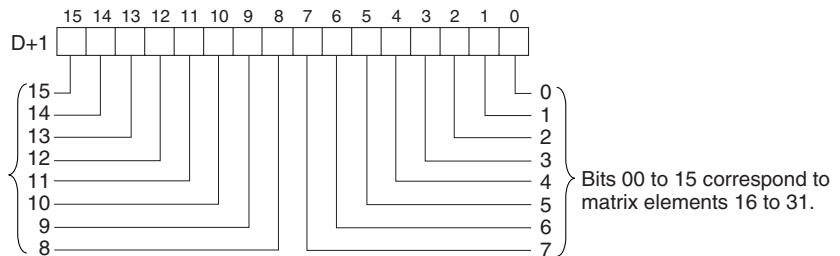 15 14 13 12 11 10 9 8 7 6 5 4 3 2 1 0
D+1
15 0
14 1
13 2
12 3
11 4
10 5
9 6
8 7
Bits 00 to 15 correspond to
matrix elements 16 to 31.